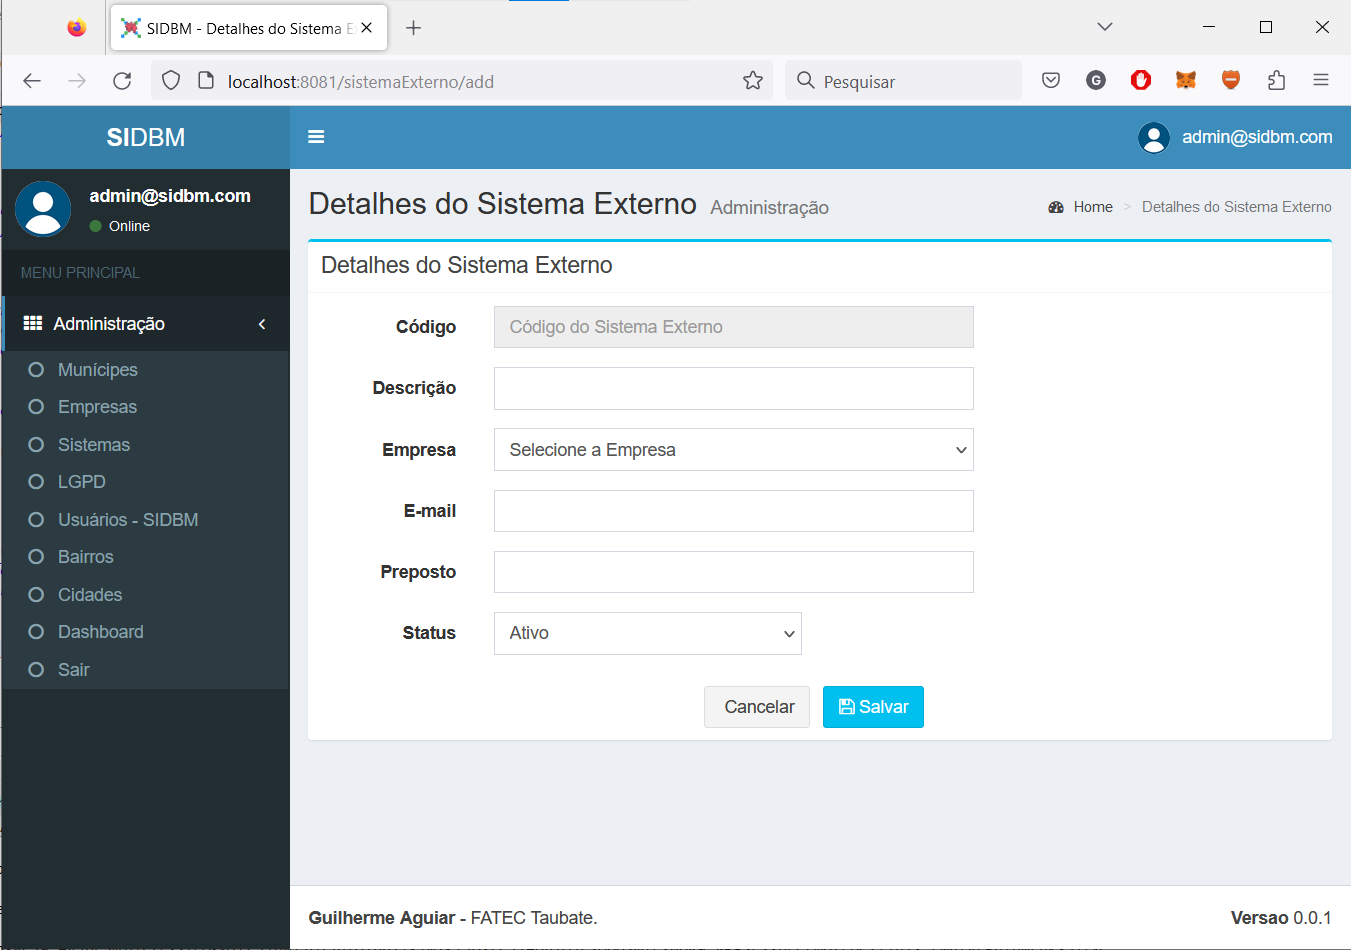 SIDBM - Detalhes do Sistema E
localhost:8081/sistemaExterno/add
Pesquisar
G
SIDBM
admin@sidbm.com
admin@sidbm.com
Online
MENU PRINCIPAL
Administração
Munícipes
Empresas
Sistemas
LGPD
Usuários - SIDBM
Bairros
Cidades
Dashboard
Sair
Detalhes do Sistema Externo Administração
Home > Detalhes do Sistema Externo
Detalhes do Sistema Externo
Código Código do Sistema Externo
Descrição
Empresa Selecione a Empresa
E-mail
Preposto
Status Ativo
Cancelar Salvar
Guilherme Aguiar - FATEC Taubate.
Versao 0.0.1